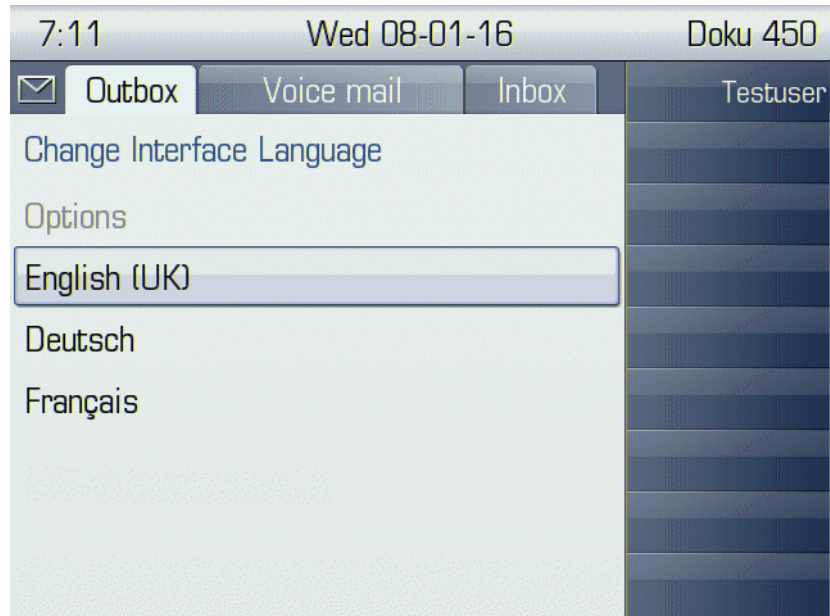 7:11 Wed 08-01-16 Doku 450
Outbox Voice mail Inbox Testuser
Change Interface Language
Options
English (UK)
Deutsch
Français